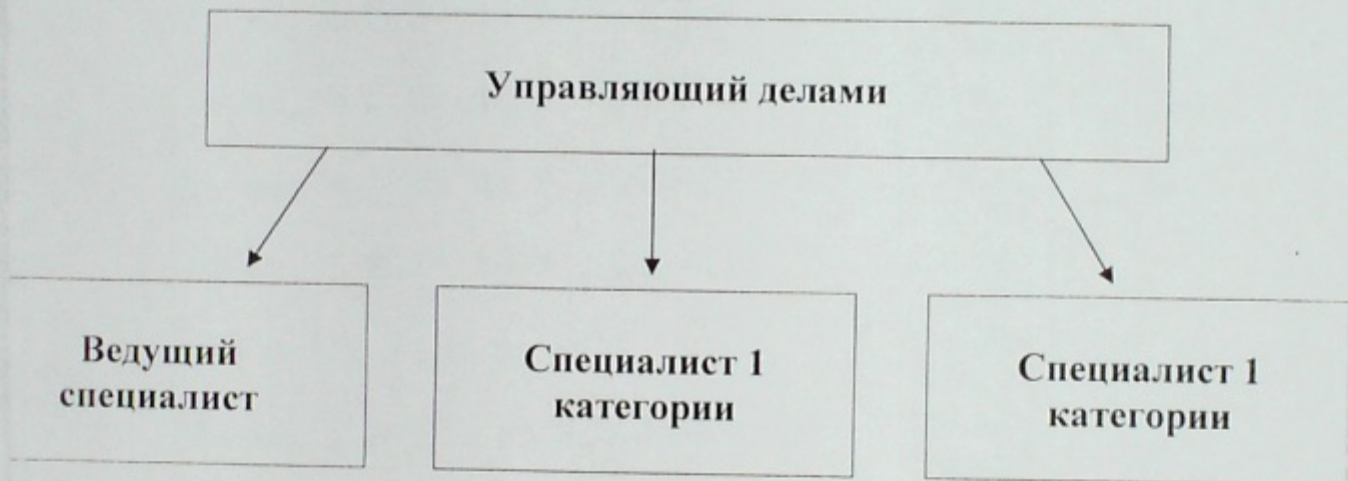 Управляющий делами
Ведущий
специалист
Специалист 1
категории
Специалист 1
категории